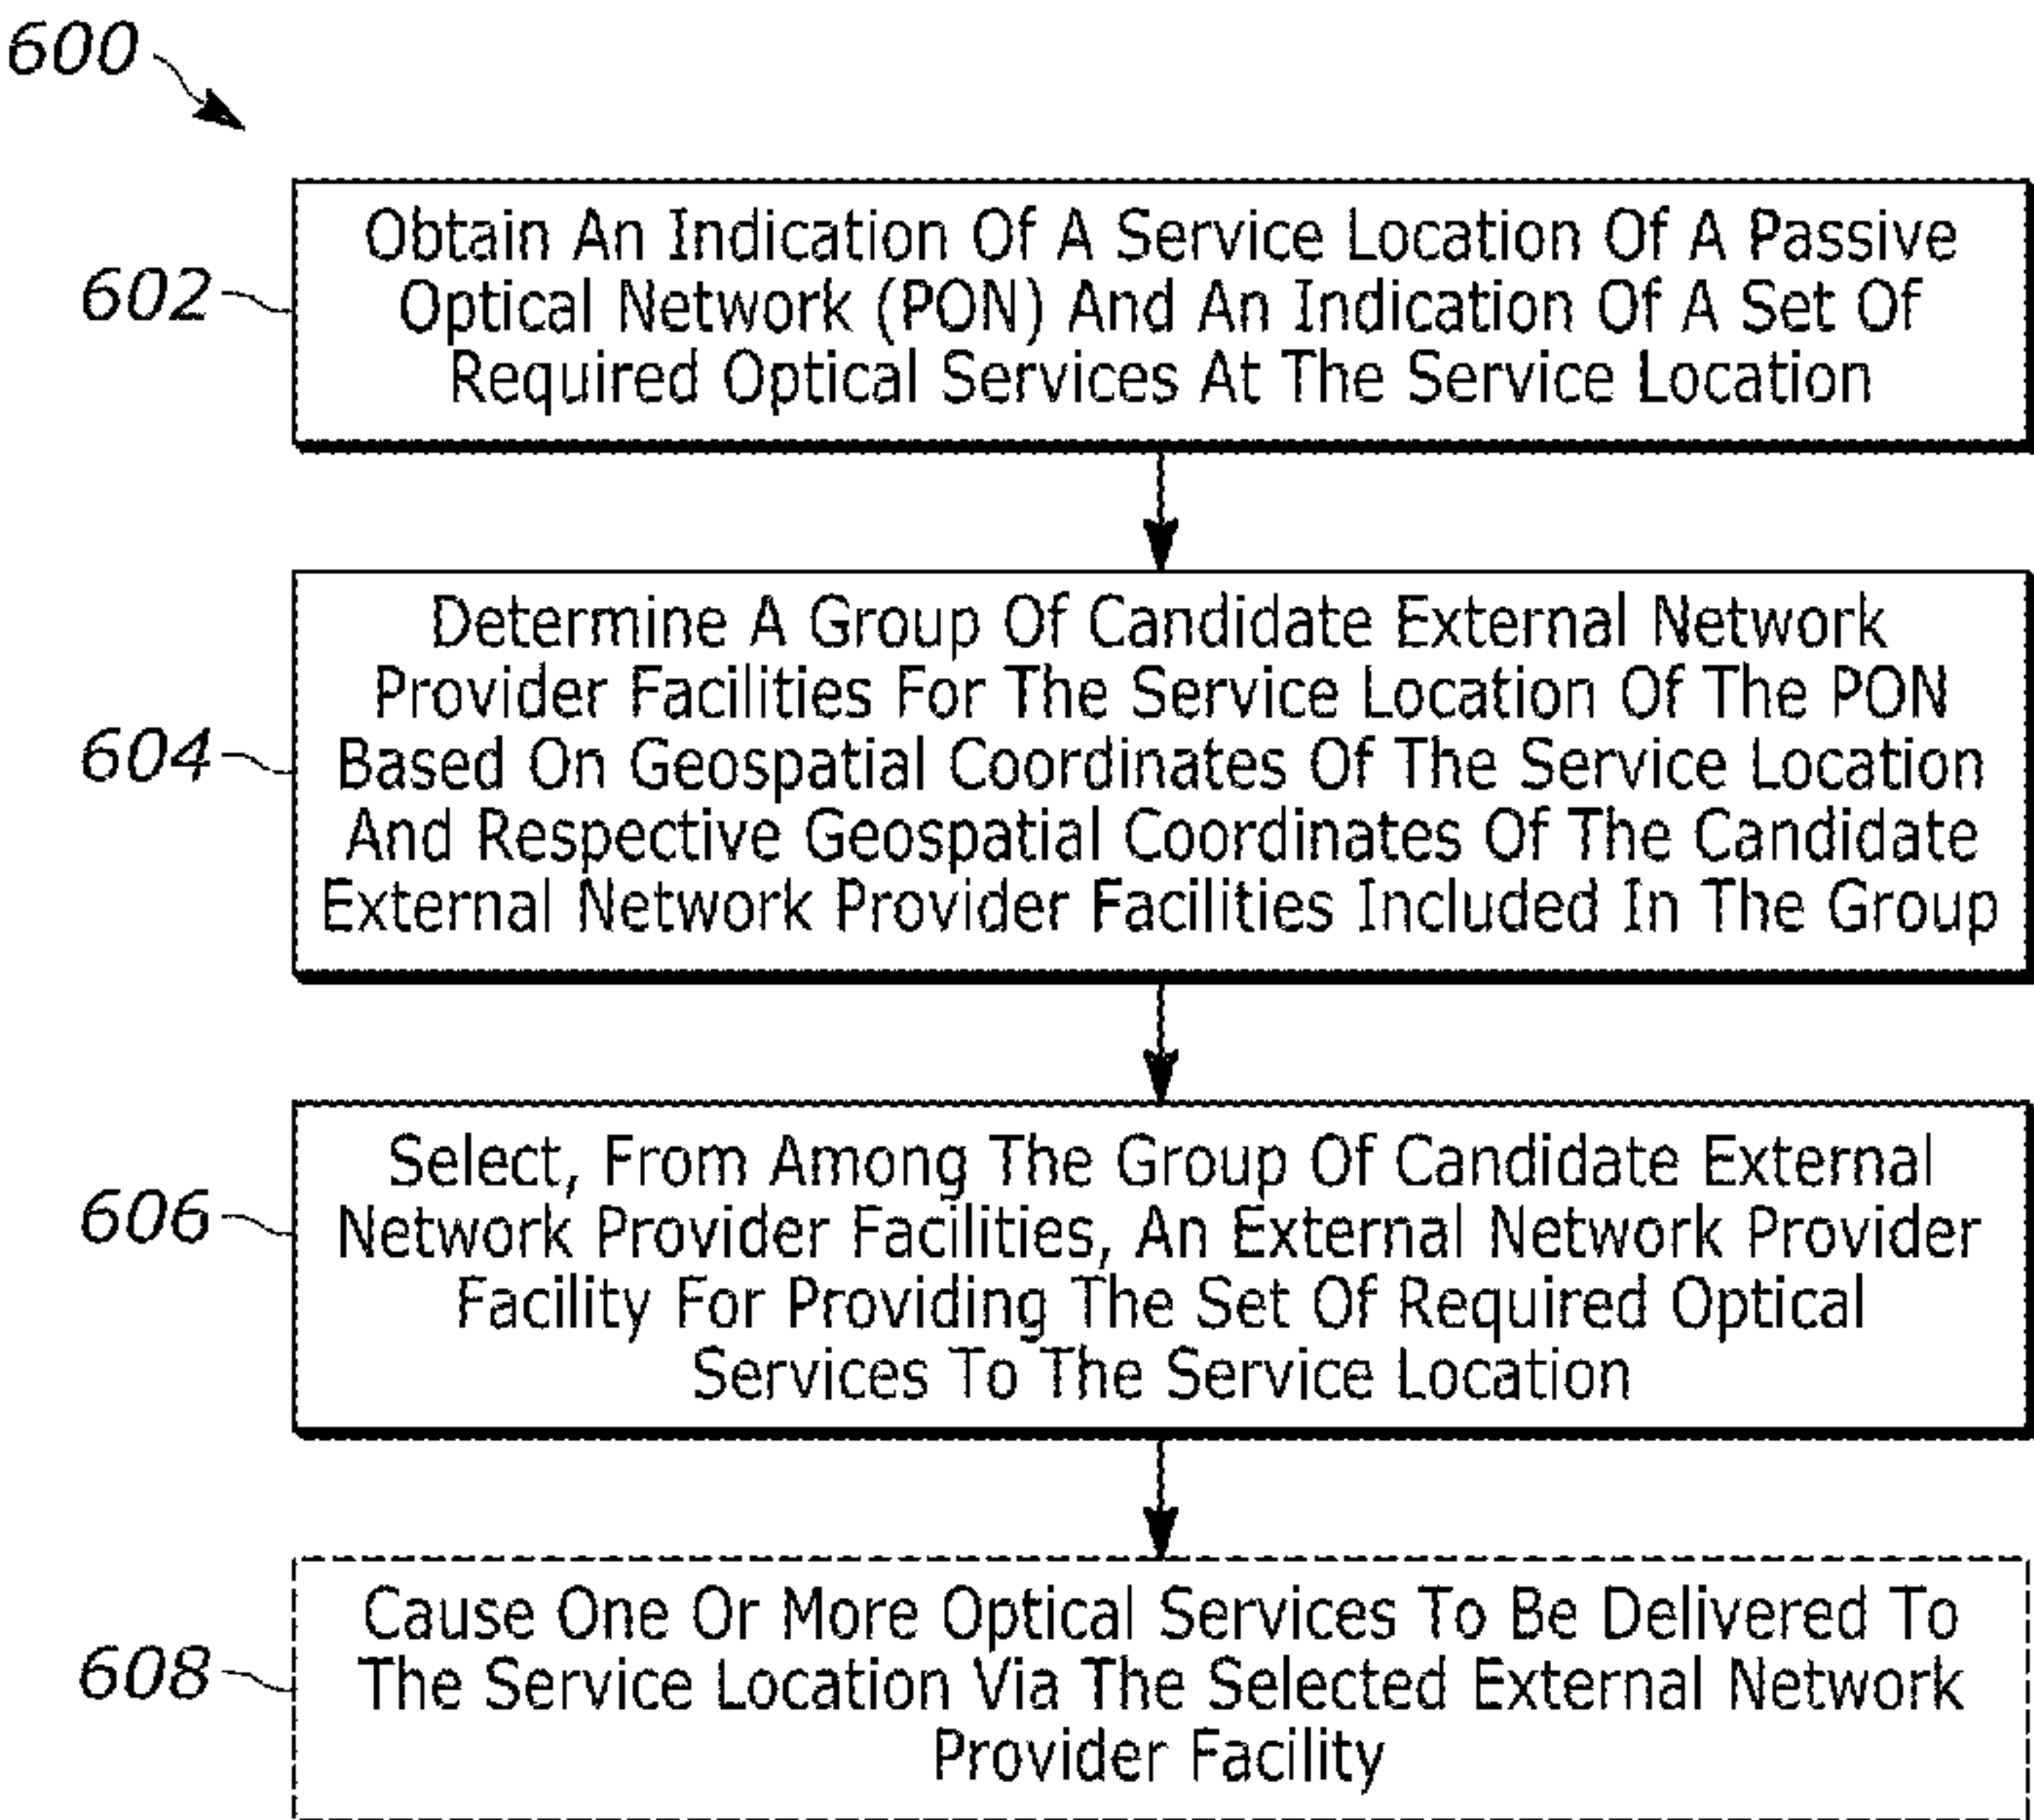 600
Obtain An Indication Of A Service Location Of A Passive
602
Optical Network (PON) And An Indication Of A Set Of
Required Optical Services At The Service Location
Determine A Group Of Candidate External Network
Provider Facilities For The Service Location Of The PON
604
Based On Geospatial Coordinates Of The Service Location
And Respective Geospatial Coordinates Of The Candidate
External Network Provider Facilities Included In The Group
Select, From Among The Group Of Candidate External
606
Network Provider Facilities, An External Network Provider
Facility For Providing The Set Of Required Optical
Services To The Service Location
Cause One Or More Optical Services To Be Delivered To
608
The Service Location Via The Selected External Network
Provider Facility